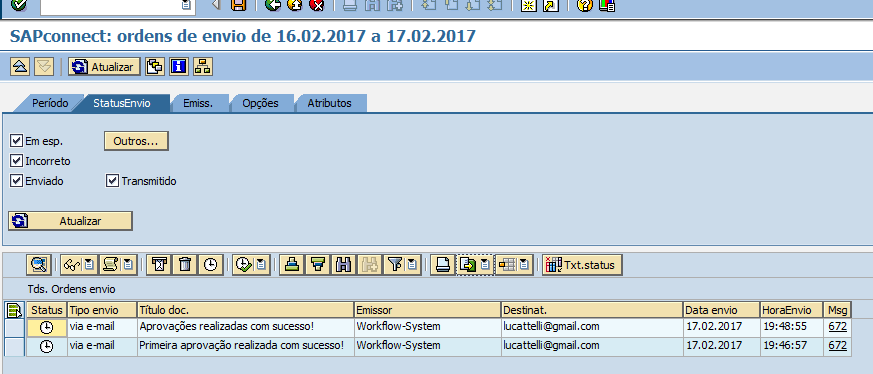 SAPconnect: ordens de envio de 16.02.2017 a 17.02.2017
Atualizar
Período StatusEnvio Emiss. Opções Atributos
Em esp. Outros...
Incorreto
Enviado Transmitido
Atualizar
Txt.status
Tds. Ordens envio
Status Tipo envio Título doc. Emissor Destinat. Data envio HoraEnvio Msg
via e-mail Aprovações realizadas com sucesso! Workflow-System lucattelli@gmail.com 17.02.2017 19:48:55 672
via e-mail Primeira aprovação realizada com sucesso! Workflow-System lucattelli@gmail.com 17.02.2017 19:46:57 672